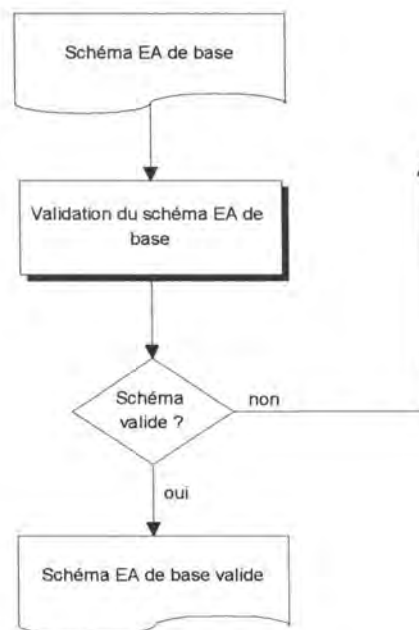 Schéma EA de base
Validation du schéma EA de
base
Schéma
valide ?
non
oui
Schéma EA de base valide